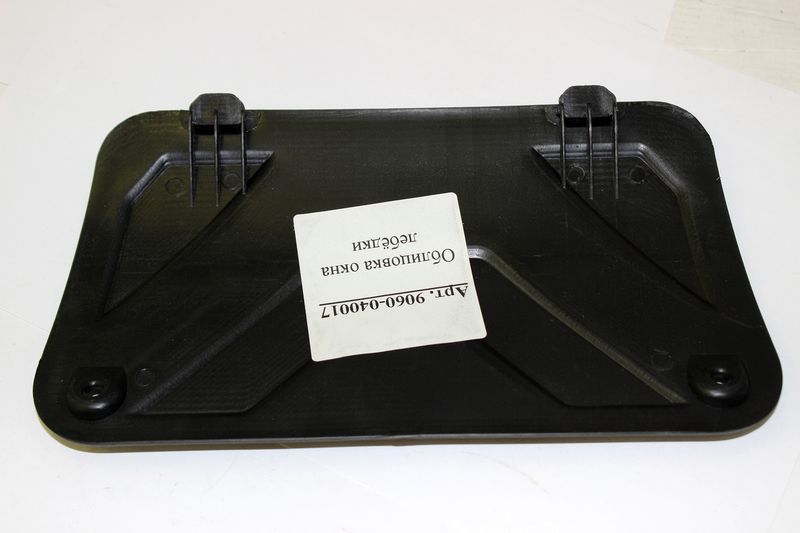 Арт. 9060-040017
Облицовка окна
лебёдки